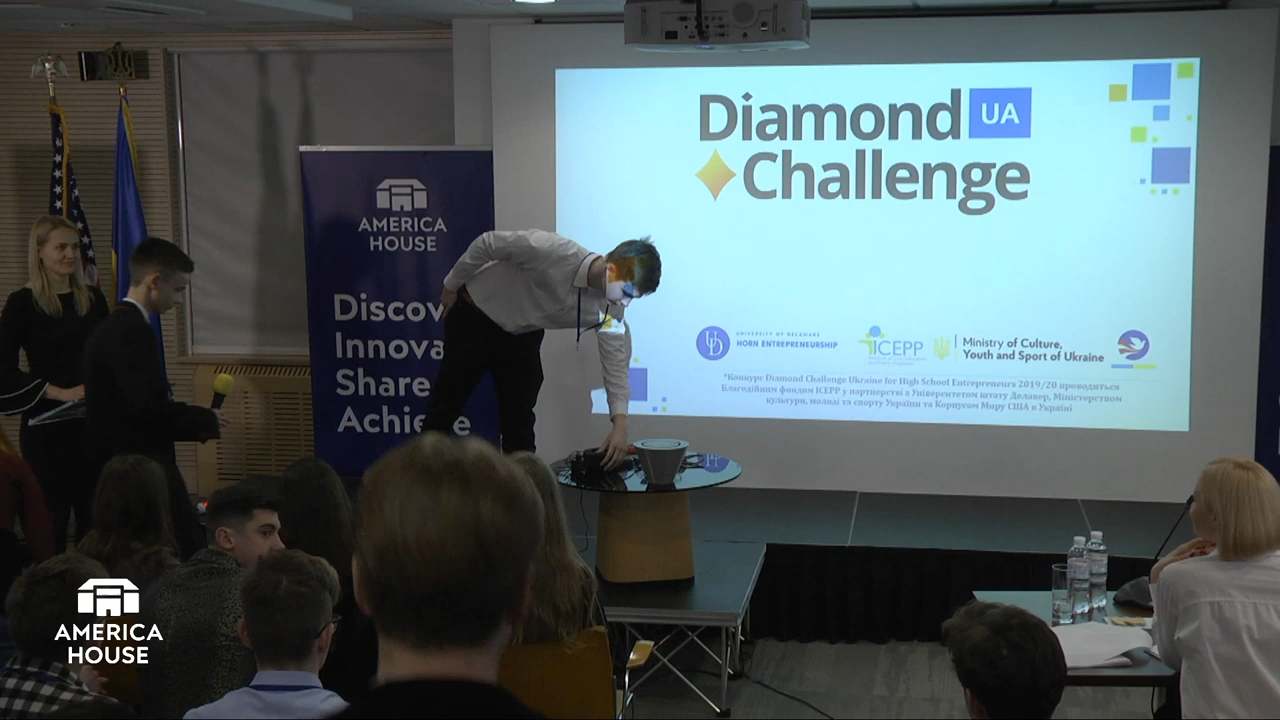 Diamond UA
Challenge
AMERICA
HOUSE
Discov
Innova
Share
Achieve
UD
UNIVERSITY OF DELAWARE
HORN ENTREPRENEURSHIP
ICEPP
Ministry of Culture,
Youth and Sport of Ukraine
*Конкурс Diamond Challenge Ukraine for High School Entrepreneurs 2019/20 проводиться
Благодійним фондом ICEPP у партнерстві з Університетом штату Делавер, Міністерством
культури, молоді та спорту України та Корпусом Миру США в Україні
AMERICA
HOUSE